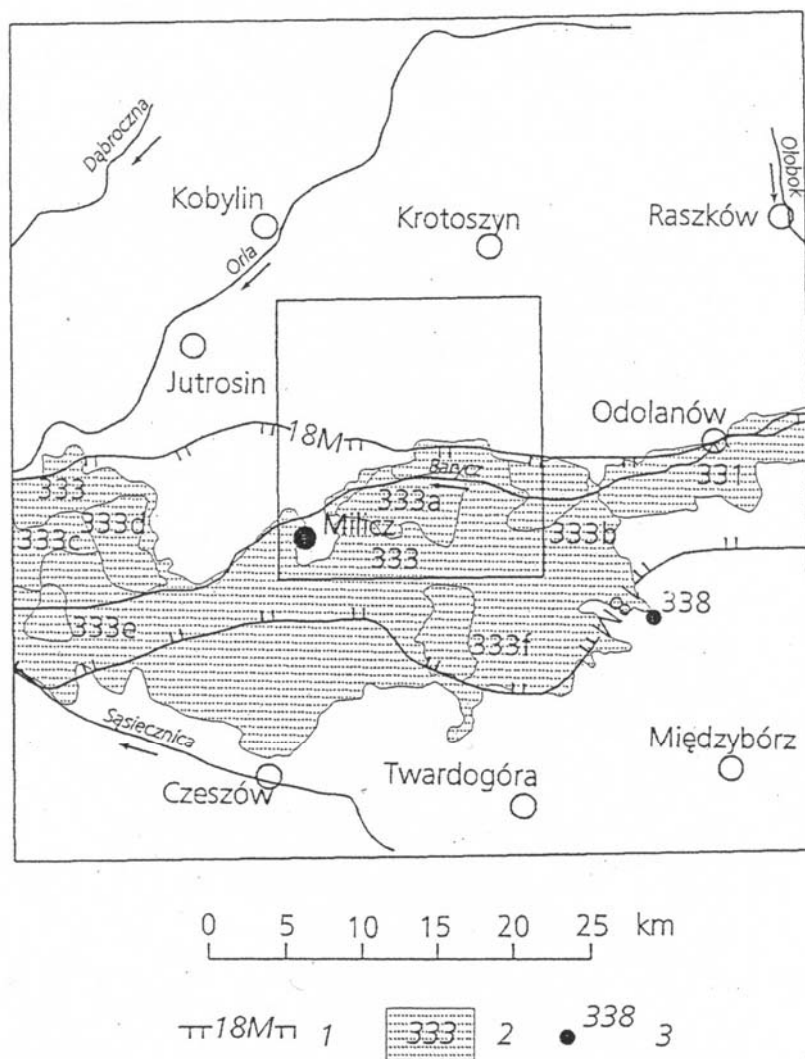 Dąbroczna
Ołobok
Kobylin
Krotoszyn
Raszków
Orla
Jutrosin
18M
Odolanów
Barycz
331
333
333a
333d
Milicz
333c
333
333b
338
333e
333f
Sąsiecznica
Międzybórz
Czeszów
Twardogóra
0 5 10 15 20 25 km
18M 1 333 2 338 3